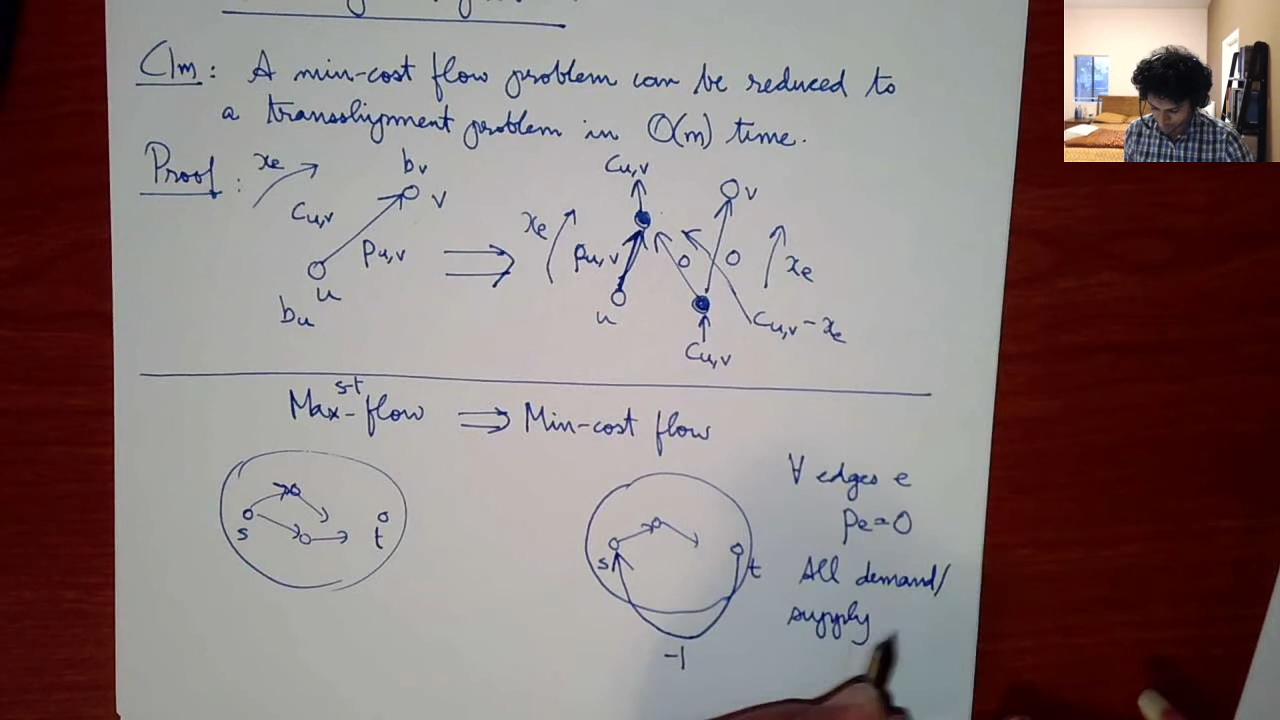 Clm: A min-cost flow problem can be reduced to
a transshipment problem in O(m) time.
Proof:
xe
bv
Cu,v
v
Pu,v
u
bu
Cu,v
v
xe
Pu,v
0
0
xe
u
Cu,v - xe
Cu,v
Max s-t flow ⇒ Min-cost flow
s
t
s
t
-1
∀ edges e
Pe=0
All demand/
supply